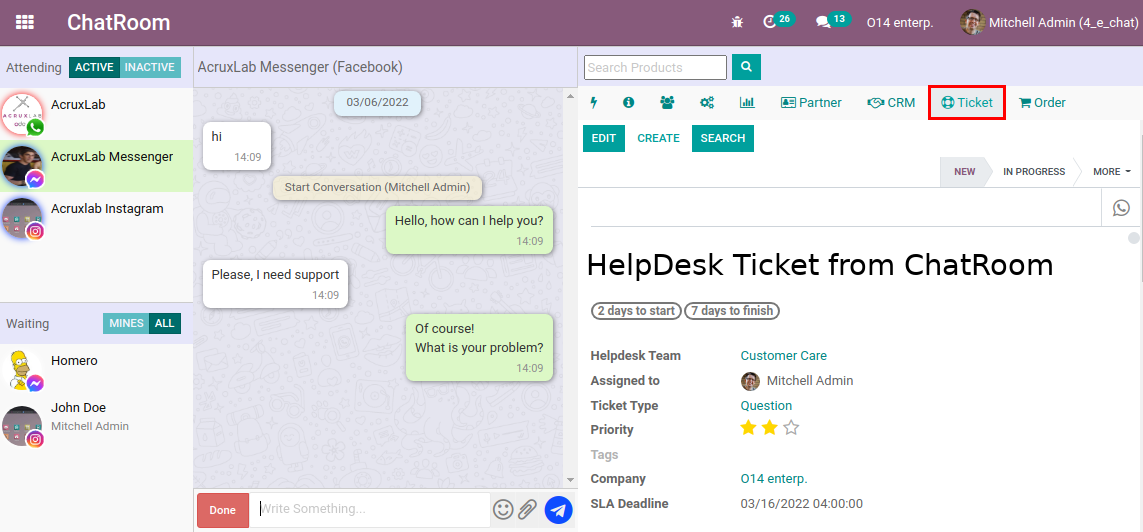 ChatRoom
26
13
O14 enterp.
Mitchell Admin (4_e_chat)
Attending
ACTIVE
INACTIVE
AcruxLab
AcruxLab Messenger
Acruxlab Instagram
Waiting
MINES
ALL
Homero
John Doe
Mitchell Admin
AcruxLab Messenger (Facebook)
03/06/2022
hi
14:09
Start Conversation (Mitchell Admin)
Hello, how can I help you?
14:09
Please, I need support
14:09
Of course!
What is your problem?
14:09
Done
Write Something...
Search Products
Partner
CRM
Ticket
Order
EDIT
CREATE
SEARCH
NEW
IN PROGRESS
MORE
HelpDesk Ticket from ChatRoom
2 days to start
7 days to finish
Helpdesk Team
Customer Care
Assigned to
Mitchell Admin
Ticket Type
Question
Priority
Tags
Company
O14 enterp.
SLA Deadline
03/16/2022 04:00:00